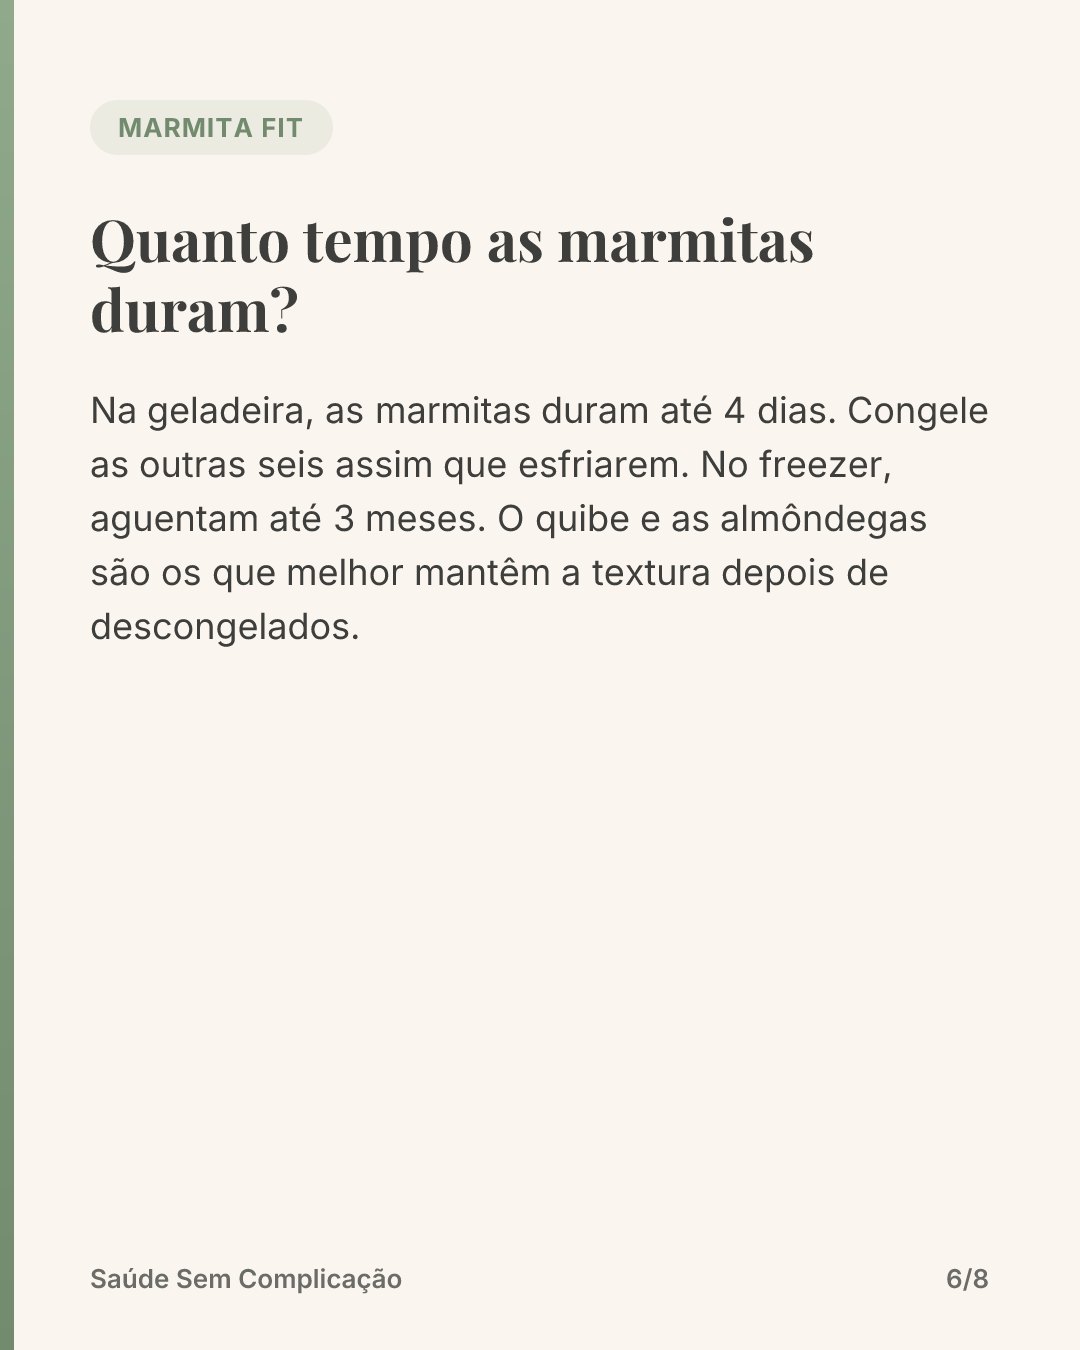 MARMITA FIT
Quanto tempo as marmitas
duram?
Na geladeira, as marmitas duram até 4 dias. Congele
as outras seis assim que esfriarem. No freezer,
aguentam até 3 meses. O quibe e as almôndegas
são os que melhor mantêm a textura depois de
descongelados.
Saúde Sem Complicação
6/8